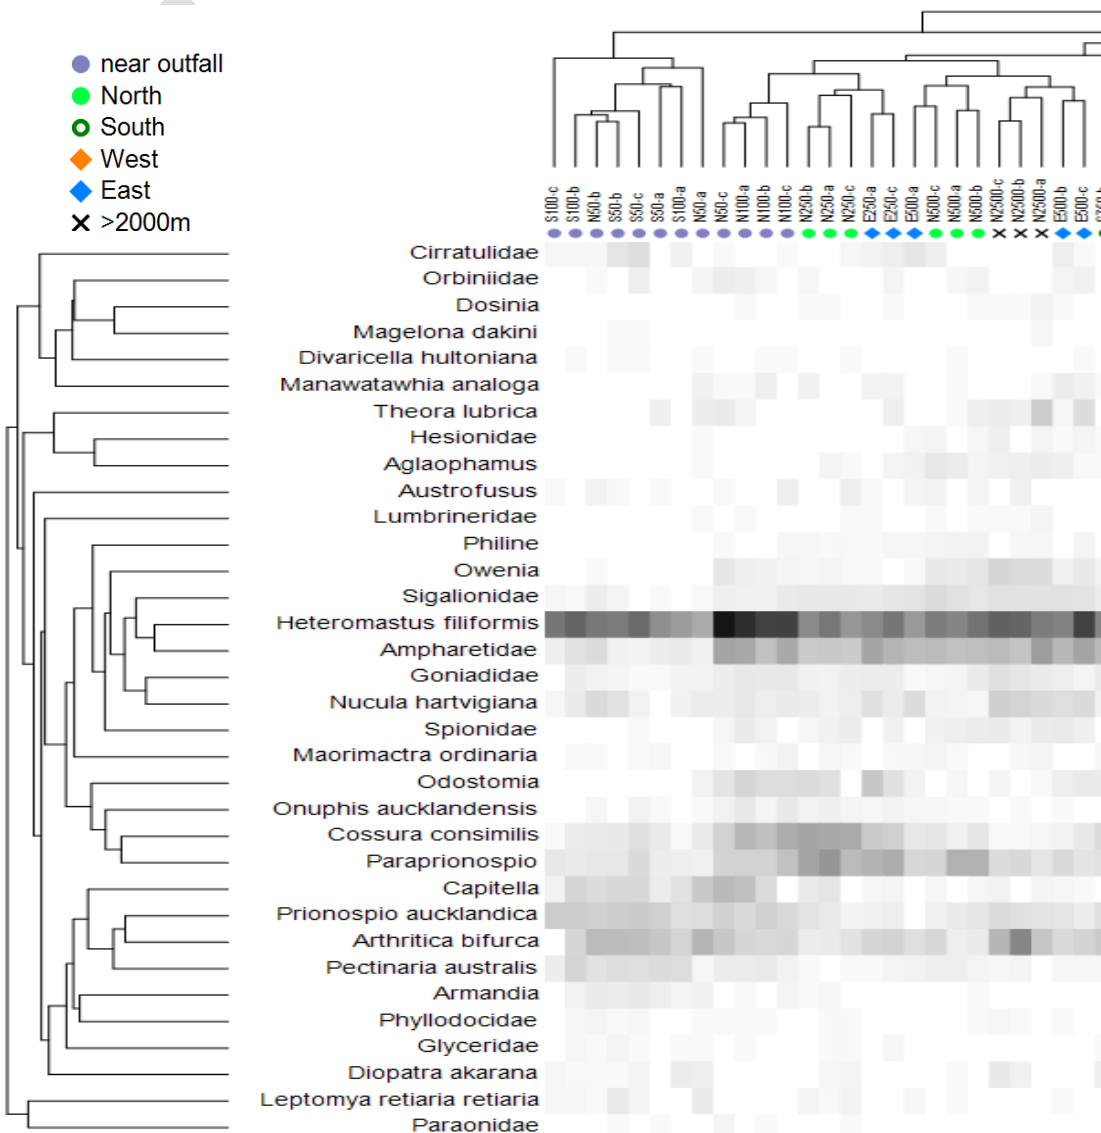 near outfall
North
South
West
East
>2000m
S100-c
S100-b
N50-b
S50-b
S50-c
S50-a
S100-a
N50-a
N50-c
N100-a
N100-b
N100-c
N250-b
N250-a
N250-c
E250-a
E250-c
E500-a
N500-c
N500-a
N500-b
N2500-c
N2500-b
N2500-a
E500-b
E500-c
Cirratulidae
Orbiniidae
Dosinia
Magelona dakini
Divaricella hultoniana
Manawatawhia analoga
Theora lubrica
Hesionidae
Aglaophamus
Austrofusus
Lumbrineridae
Philine
Owenia
Sigalionidae
Heteromastus filiformis
Ampharetidae
Goniadidae
Nucula hartvigiana
Spionidae
Maorimactra ordinaria
Odostomia
Onuphis aucklandensis
Cossura consimilis
Paraprionospio
Capitella
Prionospio aucklandica
Arthritica bifurca
Pectinaria australis
Armandia
Phyllodocidae
Glyceridae
Diopatra akarana
Leptomya retiaria retiaria
Paraonidae